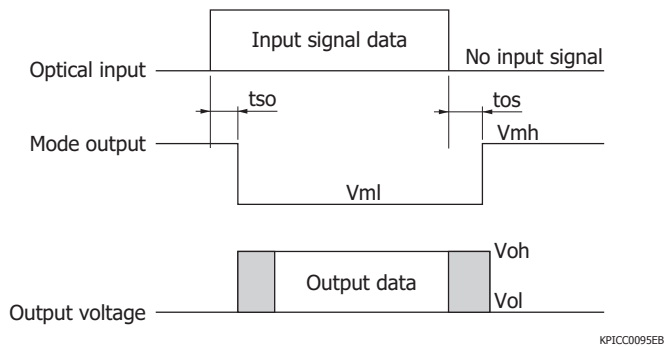 Input signal data
No input signal
Optical input
tso
tos
Mode output
Vmh
Vml
Voh
Output data
Vol
Output voltage
KPICC0095EB